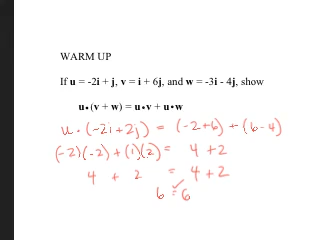 WARM UP
If u = -2i + j, v = i + 6j, and w = -3i - 4j, show
u•(v + w) = u•v + u•w
u • (-2i + 2j) = (-2+6) + (6-4)
(-2)(-2) + (1)(2) = 4 + 2
4 + 2 = 4 + 2
6 = 6